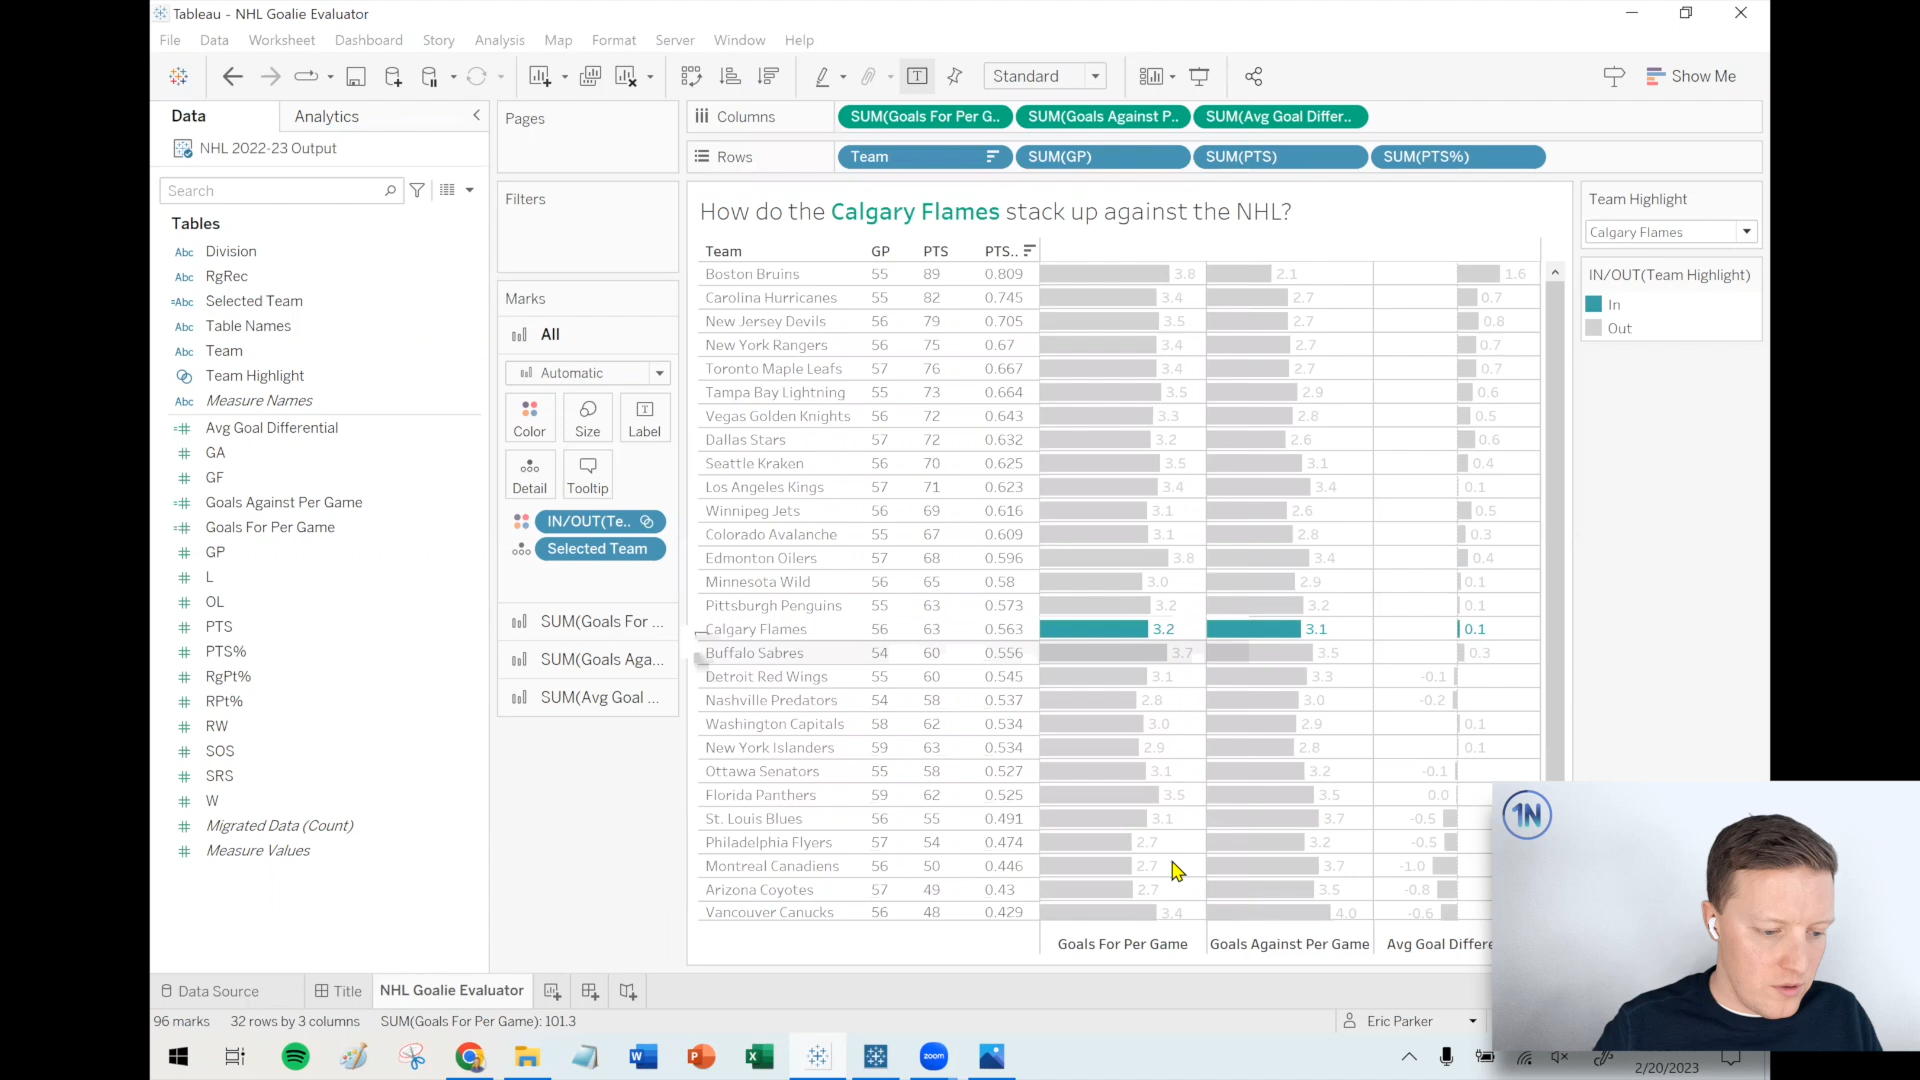 Tableau - NHL Goalie Evaluator
File Data Worksheet Dashboard Story Analysis Map Format Server Window Help
Standard
Show Me
Data Analytics
NHL 2022-23 Output
Search
Tables
Abc Division
Abc RgRec
=Abc Selected Team
Abc Table Names
Abc Team
Team Highlight
Abc Measure Names
=# Avg Goal Differential
# GA
# GF
=# Goals Against Per Game
=# Goals For Per Game
# GP
# L
# OL
# PTS
# PTS%
# RgPt%
# RPt%
# RW
# SOS
# SRS
# W
# Migrated Data (Count)
# Measure Values
Pages
Filters
Marks
All
Automatic
Color Size Label
Detail Tooltip
IN/OUT(Te..
Selected Team
SUM(Goals For ...
SUM(Goals Aga...
SUM(Avg Goal ...
Columns SUM(Goals For Per G.. SUM(Goals Against P.. SUM(Avg Goal Differ..
Rows Team SUM(GP) SUM(PTS) SUM(PTS%)
How do the Calgary Flames stack up against the NHL?
Team GP PTS PTS..
Boston Bruins 55 89 0.809 3.8 2.1 1.6
Carolina Hurricanes 55 82 0.745 3.4 2.7 0.7
New Jersey Devils 56 79 0.705 3.5 2.7 0.8
New York Rangers 56 75 0.67 3.4 2.7 0.7
Toronto Maple Leafs 57 76 0.667 3.4 2.7 0.7
Tampa Bay Lightning 55 73 0.664 3.5 2.9 0.6
Vegas Golden Knights 56 72 0.643 3.3 2.8 0.5
Dallas Stars 57 72 0.632 3.2 2.6 0.6
Seattle Kraken 56 70 0.625 3.5 3.1 0.4
Los Angeles Kings 57 71 0.623 3.4 3.4 0.1
Winnipeg Jets 56 69 0.616 3.1 2.6 0.5
Colorado Avalanche 55 67 0.609 3.1 2.8 0.3
Edmonton Oilers 57 68 0.596 3.8 3.4 0.4
Minnesota Wild 56 65 0.58 3.0 2.9 0.1
Pittsburgh Penguins 55 63 0.573 3.2 3.2 0.1
Calgary Flames 56 63 0.563 3.2 3.1 0.1
Buffalo Sabres 54 60 0.556 3.7 3.5 0.3
Detroit Red Wings 55 60 0.545 3.1 3.3 -0.1
Nashville Predators 54 58 0.537 2.8 3.0 -0.2
Washington Capitals 58 62 0.534 3.0 2.9 0.1
New York Islanders 59 63 0.534 2.9 2.8 0.1
Ottawa Senators 55 58 0.527 3.1 3.2 -0.1
Florida Panthers 59 62 0.525 3.5 3.5 0.0
St. Louis Blues 56 55 0.491 3.1 3.7 -0.5
Philadelphia Flyers 57 54 0.474 2.7 3.2 -0.5
Montreal Canadiens 56 50 0.446 2.7 3.7 -1.0
Arizona Coyotes 57 49 0.43 2.7 3.5 -0.8
Vancouver Canucks 56 48 0.429 3.4 4.0 -0.6
Goals For Per Game Goals Against Per Game Avg Goal Differe
Team Highlight
Calgary Flames
IN/OUT(Team Highlight)
In
Out
1N
Data Source Title NHL Goalie Evaluator
96 marks 32 rows by 3 columns SUM(Goals For Per Game): 101.3
Eric Parker
zoom
2/20/2023